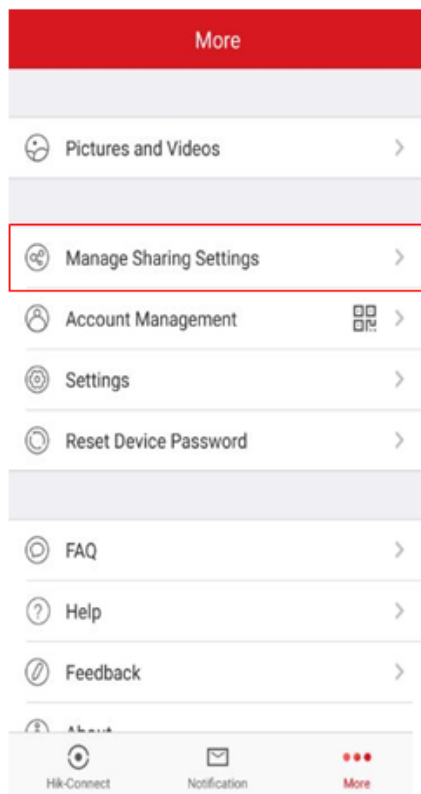 More
Pictures and Videos
Manage Sharing Settings
Account Management
Settings
Reset Device Password
FAQ
Help
Feedback
About
Hik-Connect
Notification
More